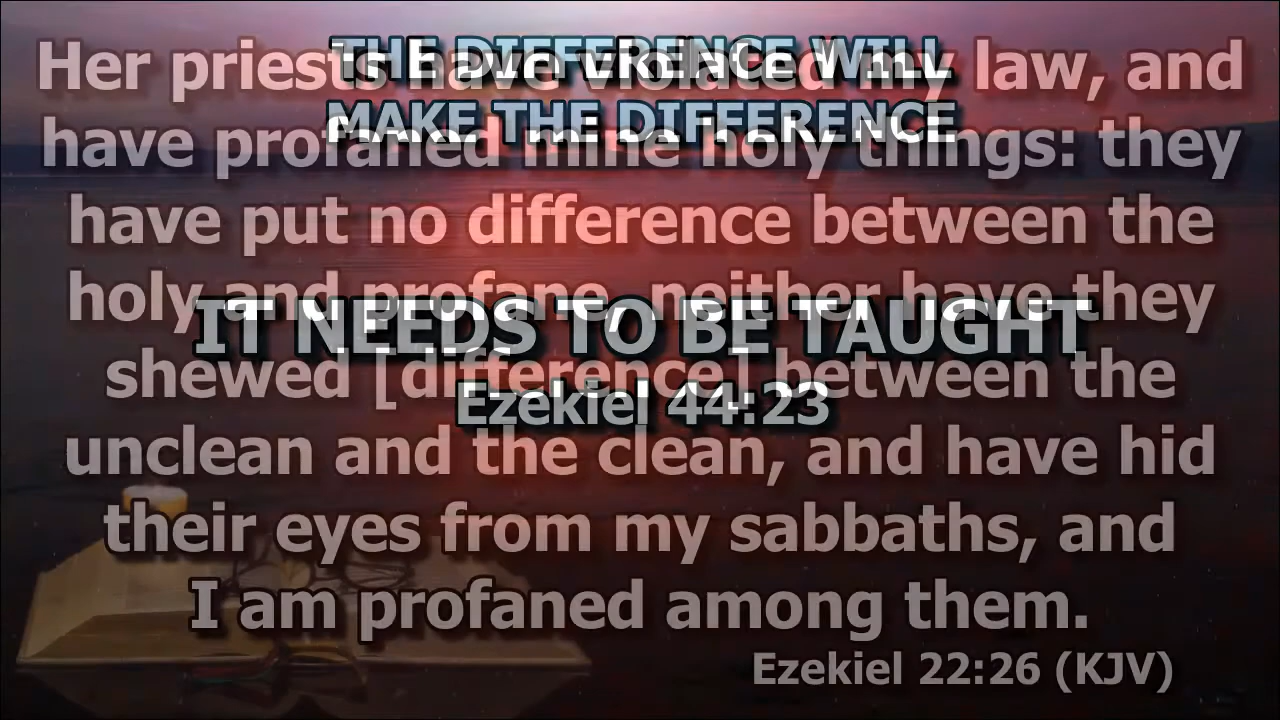 THE DIFFERENCE WILL
MAKE THE DIFFERENCE
IT NEEDS TO BE TAUGHT
Ezekiel 44:23
Her priests have violated my law, and
have profaned mine holy things: they
have put no difference between the
holy and profane, neither have they
shewed [difference] between the
unclean and the clean, and have hid
their eyes from my sabbaths, and
I am profaned among them.
Ezekiel 22:26 (KJV)